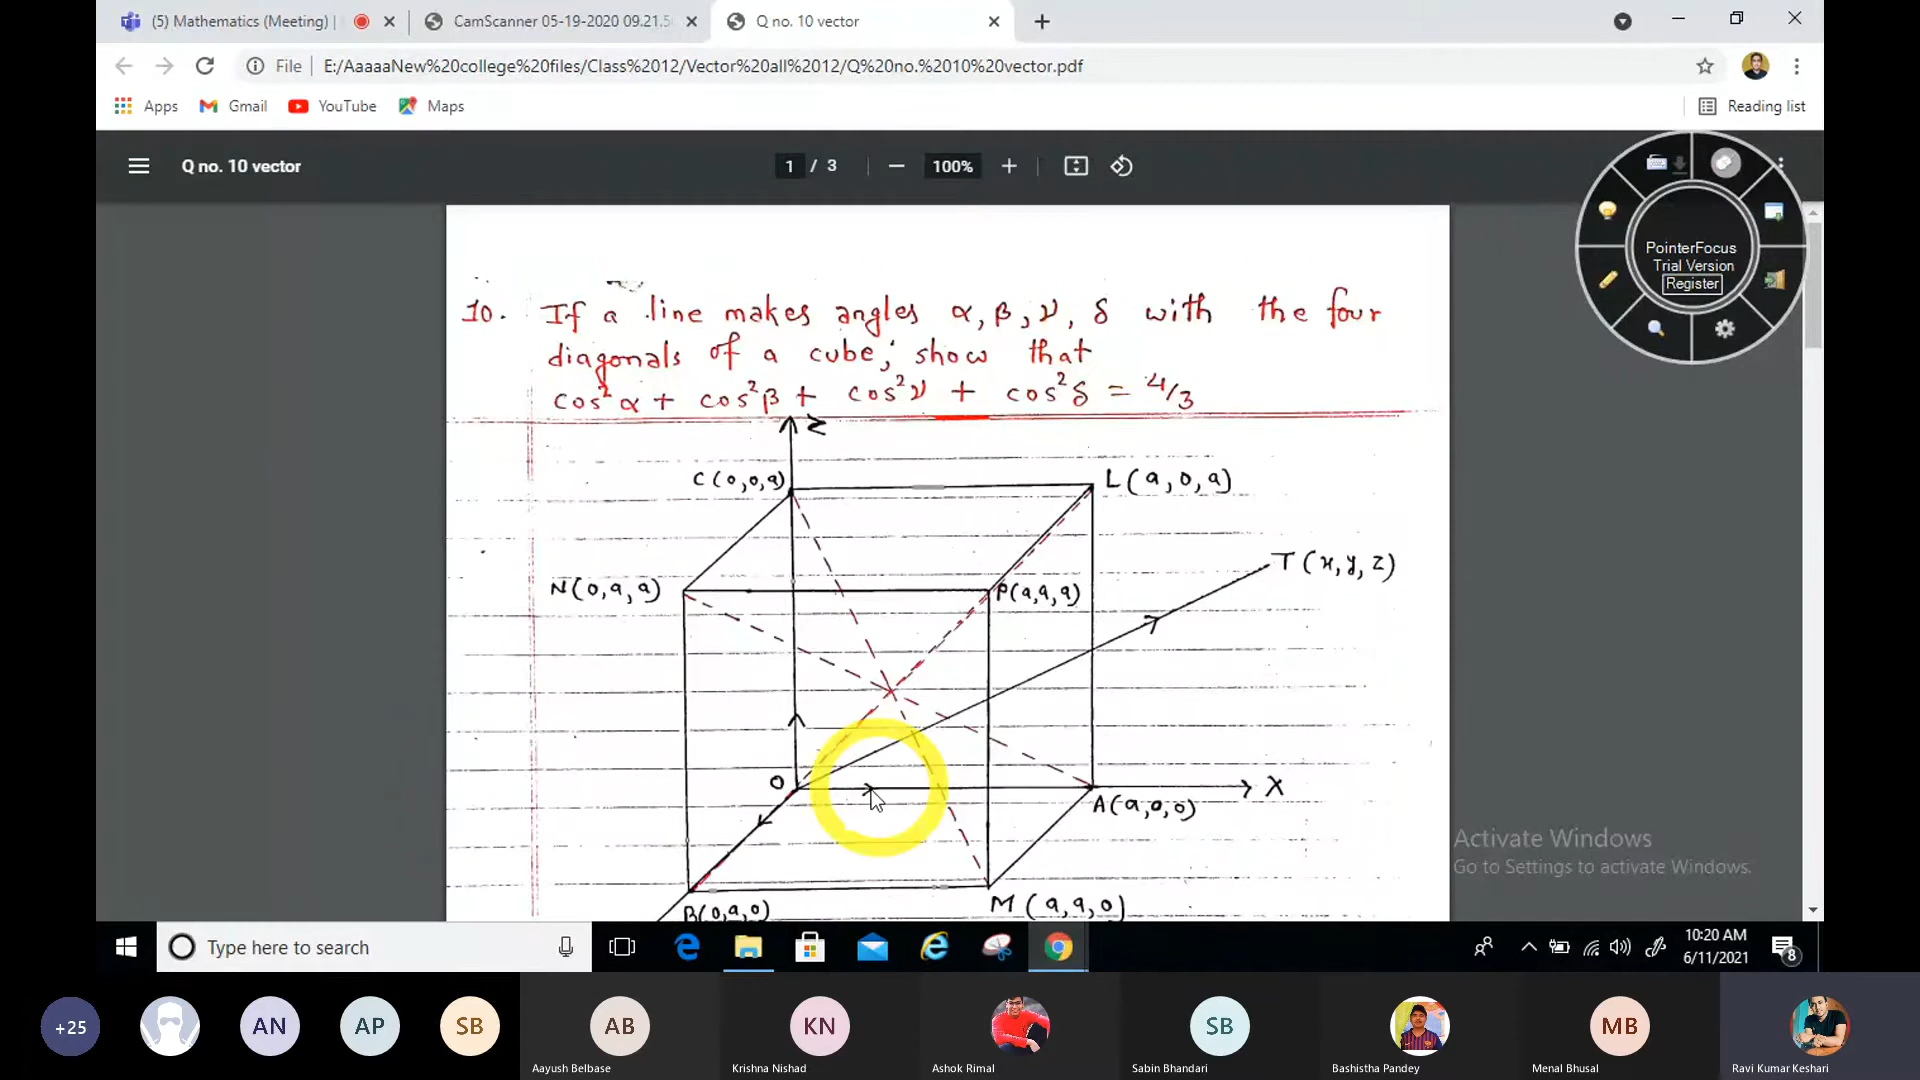 (5) Mathematics (Meeting) |
CamScanner 05-19-2020 09.21.5
Q no. 10 vector
File
E:/AaaaaNew%20college%20files/Class%2012/Vector%20all%2012/Q%20no.%2010%20vector.pdf
Apps
Gmail
YouTube
Maps
Reading list
Q no. 10 vector
1 / 3
100%
PointerFocus
Trial Version
Register
10. If a line makes angles α, β, γ, δ with the four
diagonals of a cube, show that
cos²α + cos²β + cos²γ + cos²δ = 4/3
Z
C(0,0,a)
L(a,0,a)
T(x,y,z)
N(0,a,a)
P(a,a,a)
O
X
A(a,0,0)
B(0,a,0)
M(a,a,0)
Activate Windows
Go to Settings to activate Windows.
Type here to search
10:20 AM
6/11/2021
8
+25
AN
AP
SB
AB
KN
SB
MB
Aayush Belbase
Krishna Nishad
Ashok Rimal
Sabin Bhandari
Bashistha Pandey
Menal Bhusal
Ravi Kumar Keshari